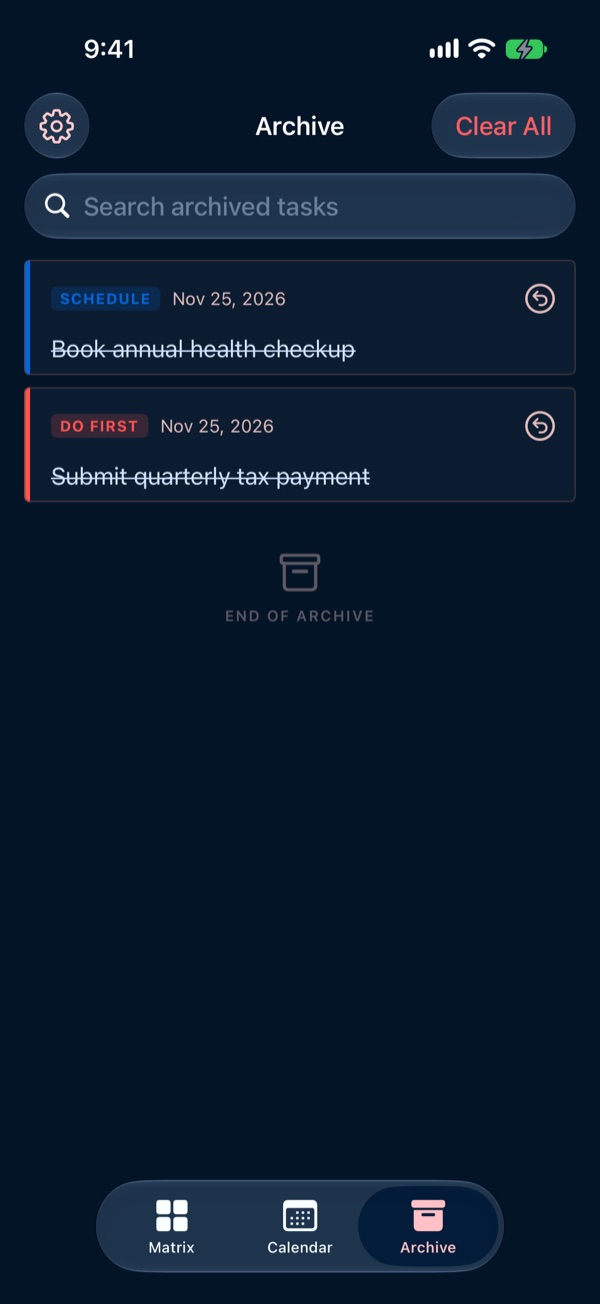 9:41
Archive
Clear All
Search archived tasks
SCHEDULE Nov 25, 2026
Book annual health checkup
DO FIRST Nov 25, 2026
Submit quarterly tax payment
END OF ARCHIVE
Matrix
Calendar
Archive